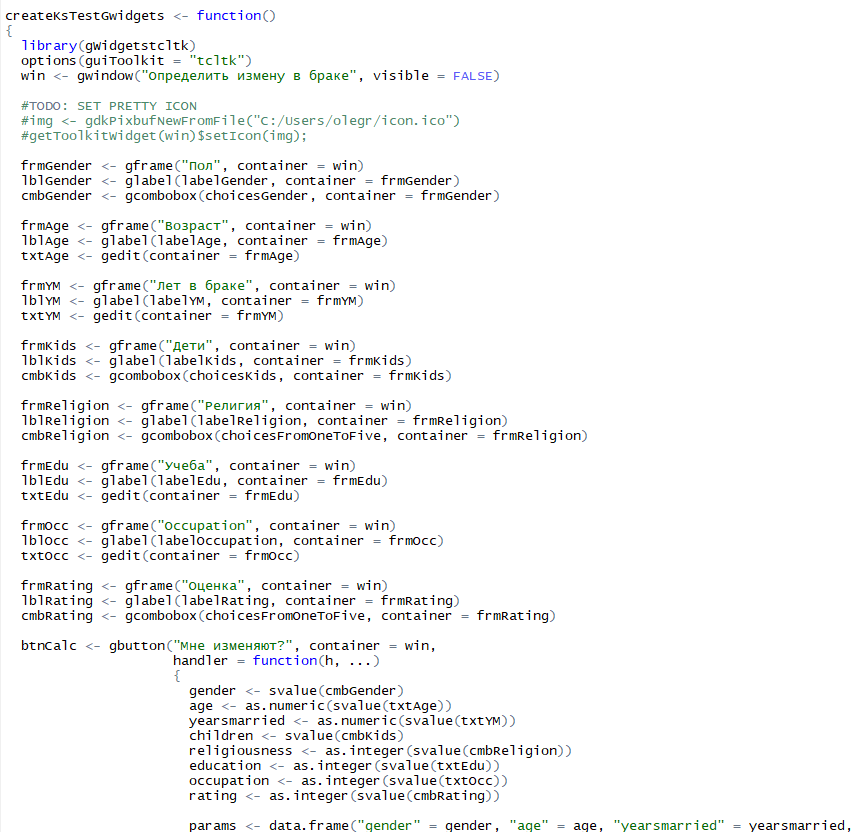 createKsTestGwidgets <- function()
{
  library(gWidgetstcltk)
  options(guiToolkit = "tcltk")
  win <- gwindow("Определить измену в браке", visible = FALSE)

  #TODO: SET PRETTY ICON
  #img <- gdkPixbufNewFromFile("C:/Users/olegr/icon.ico")
  #getToolkitWidget(win)$setIcon(img);

  frmGender <- gframe("Пол", container = win)
  lblGender <- glabel(labelGender, container = frmGender)
  cmbGender <- gcombobox(choicesGender, container = frmGender)

  frmAge <- gframe("Возраст", container = win)
  lblAge <- glabel(labelAge, container = frmAge)
  txtAge <- gedit(container = frmAge)

  frmYM <- gframe("Лет в браке", container = win)
  lblYM <- glabel(labelYM, container = frmYM)
  txtYM <- gedit(container = frmYM)

  frmKids <- gframe("Дети", container = win)
  lblKids <- glabel(labelKids, container = frmKids)
  cmbKids <- gcombobox(choicesKids, container = frmKids)

  frmReligion <- gframe("Религия", container = win)
  lblReligion <- glabel(labelReligion, container = frmReligion)
  cmbReligion <- gcombobox(choicesFromOneToFive, container = frmReligion)

  frmEdu <- gframe("Учеба", container = win)
  lblEdu <- glabel(labelEdu, container = frmEdu)
  txtEdu <- gedit(container = frmEdu)

  frmOcc <- gframe("Occupation", container = win)
  lblOcc <- glabel(labelOccupation, container = frmOcc)
  txtOcc <- gedit(container = frmOcc)

  frmRating <- gframe("Оценка", container = win)
  lblRating <- glabel(labelRating, container = frmRating)
  cmbRating <- gcombobox(choicesFromOneToFive, container = frmRating)

  btnCalc <- gbutton("Мне изменяют?", container = win,
                     handler = function(h, ...)
                     {
                       gender <- svalue(cmbGender)
                       age <- as.numeric(svalue(txtAge))
                       yearsmarried <- as.numeric(svalue(txtYM))
                       children <- svalue(cmbKids)
                       religiousness <- as.integer(svalue(cmbReligion))
                       education <- as.integer(svalue(txtEdu))
                       occupation <- as.integer(svalue(txtOcc))
                       rating <- as.integer(svalue(cmbRating))

                       params <- data.frame("gender" = gender, "age" = age, "yearsmarried" = yearsmarried,